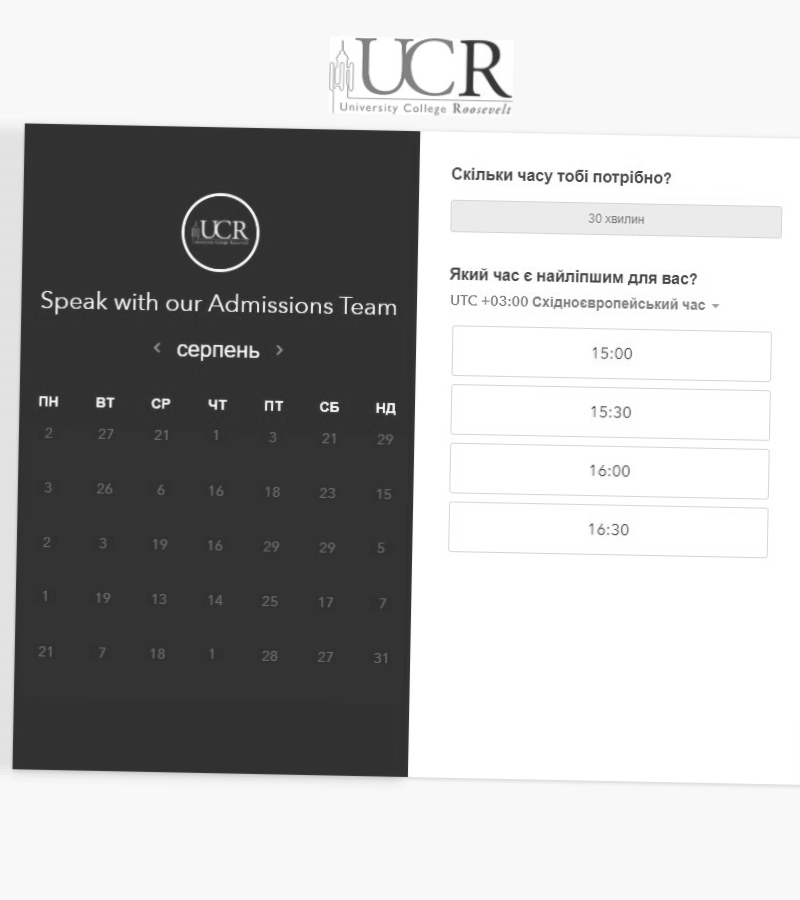 UCR
University College Roosevelt
UCR
University College Roosevelt
Speak with our Admissions Team
серпень
ПН ВТ СР ЧТ ПТ СБ НД
2 27 21 1 3 21 29
3 26 6 16 18 23 15
2 3 19 16 29 29 5
1 19 13 14 25 17 7
21 7 18 1 28 27 31
Скільки часу тобі потрібно?
30 хвилин
Який час є найліпшим для вас?
UTC +03:00 Східноєвропейський час
15:00
15:30
16:00
16:30